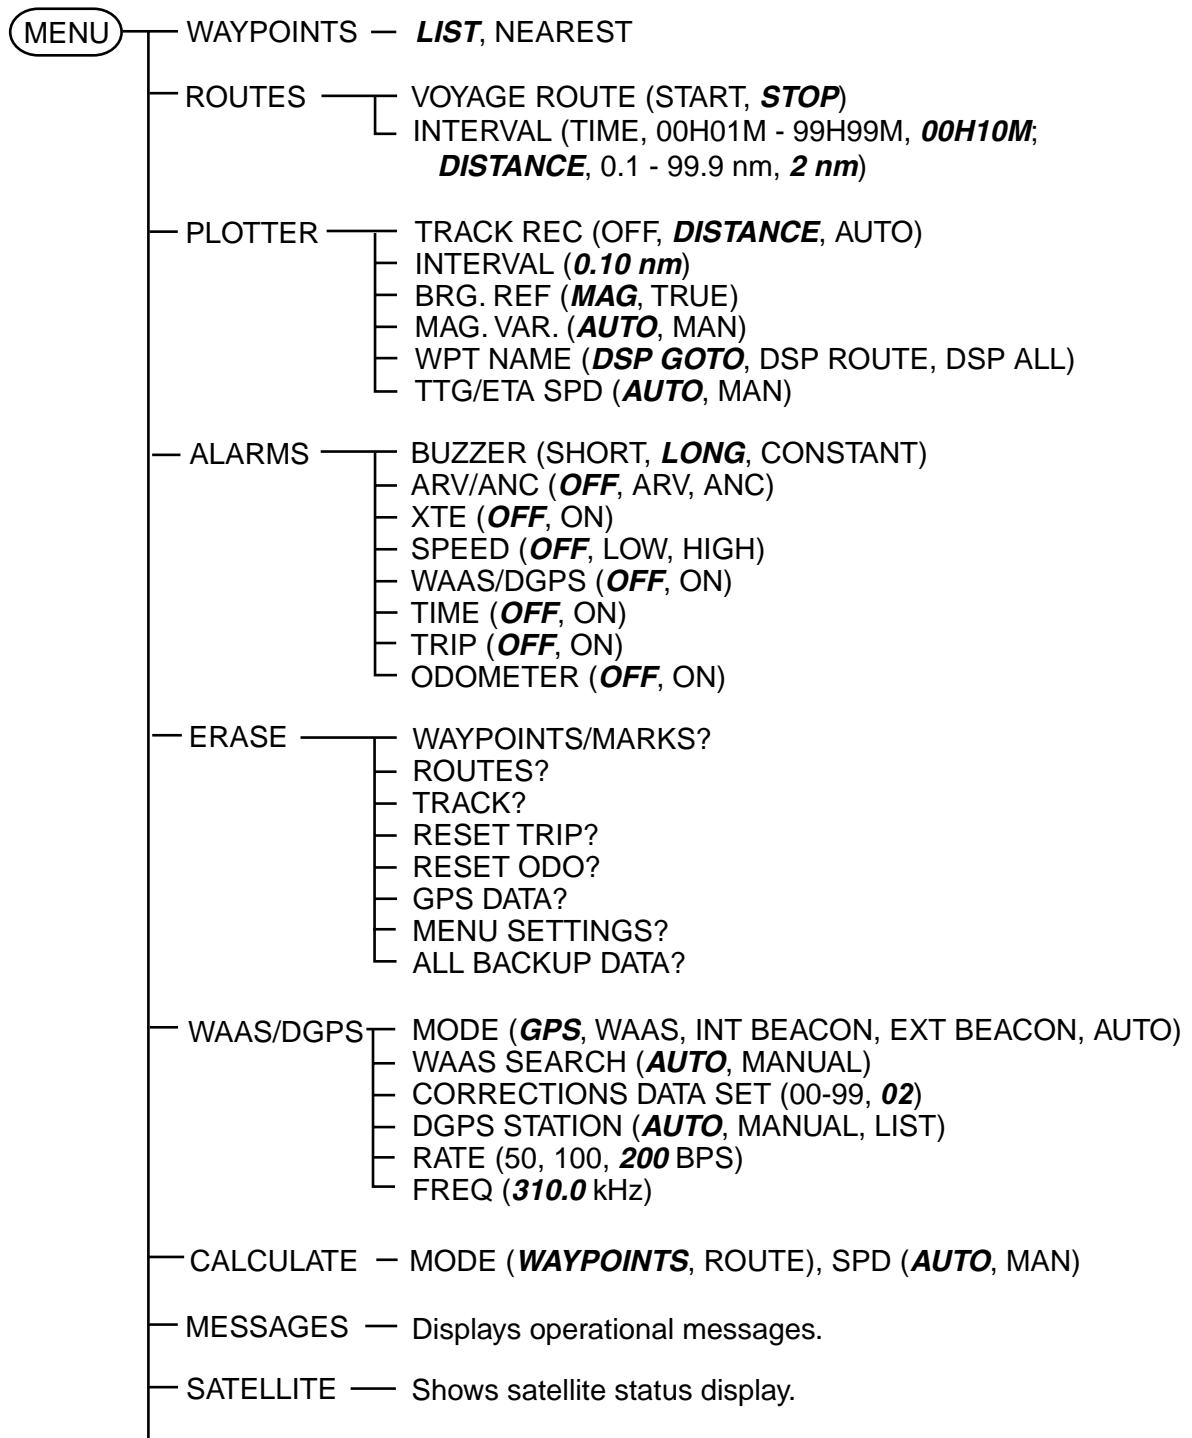 MENU WAYPOINTS LIST, NEAREST
ROUTES VOYAGE ROUTE (START, STOP)
INTERVAL (TIME, 00H01M - 99H99M, 00H10M;
DISTANCE, 0.1 - 99.9 nm, 2 nm)
PLOTTER TRACK REC (OFF, DISTANCE, AUTO)
INTERVAL (0.10 nm)
BRG. REF (MAG, TRUE)
MAG. VAR. (AUTO, MAN)
WPT NAME (DSP GOTO, DSP ROUTE, DSP ALL)
TTG/ETA SPD (AUTO, MAN)
ALARMS BUZZER (SHORT, LONG, CONSTANT)
ARV/ANC (OFF, ARV, ANC)
XTE (OFF, ON)
SPEED (OFF, LOW, HIGH)
WAAS/DGPS (OFF, ON)
TIME (OFF, ON)
TRIP (OFF, ON)
ODOMETER (OFF, ON)
ERASE WAYPOINTS/MARKS?
ROUTES?
TRACK?
RESET TRIP?
RESET ODO?
GPS DATA?
MENU SETTINGS?
ALL BACKUP DATA?
WAAS/DGPS MODE (GPS, WAAS, INT BEACON, EXT BEACON, AUTO)
WAAS SEARCH (AUTO, MANUAL)
CORRECTIONS DATA SET (00-99, 02)
DGPS STATION (AUTO, MANUAL, LIST)
RATE (50, 100, 200 BPS)
FREQ (310.0 kHz)
CALCULATE MODE (WAYPOINTS, ROUTE), SPD (AUTO, MAN)
MESSAGES Displays operational messages.
SATELLITE Shows satellite status display.